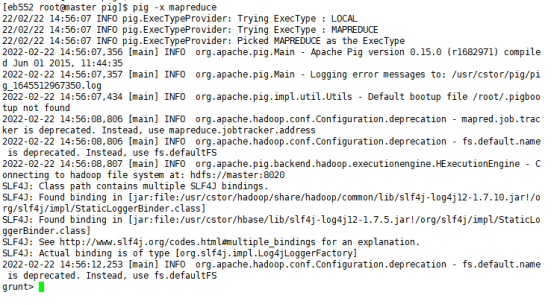 [eb552 root@master pig]$ pig -x mapreduce
22/02/22 14:56:07 INFO pig.ExecTypeProvider: Trying ExecType : LOCAL
22/02/22 14:56:07 INFO pig.ExecTypeProvider: Trying ExecType : MAPREDUCE
22/02/22 14:56:07 INFO pig.ExecTypeProvider: Picked MAPREDUCE as the ExecType
2022-02-22 14:56:07,356 [main] INFO  org.apache.pig.Main - Apache Pig version 0.15.0 (r1682971) compile
d Jun 01 2015, 11:44:35
2022-02-22 14:56:07,357 [main] INFO  org.apache.pig.Main - Logging error messages to: /usr/cstor/pig/pi
g_1645512967350.log
2022-02-22 14:56:07,434 [main] INFO  org.apache.pig.impl.util.Utils - Default bootup file /root/.pigboo
tup not found
2022-02-22 14:56:08,806 [main] INFO  org.apache.hadoop.conf.Configuration.deprecation - mapred.job.trac
ker is deprecated. Instead, use mapreduce.jobtracker.address
2022-02-22 14:56:08,806 [main] INFO  org.apache.hadoop.conf.Configuration.deprecation - fs.default.name
 is deprecated. Instead, use fs.defaultFS
2022-02-22 14:56:08,807 [main] INFO  org.apache.pig.backend.hadoop.executionengine.HExecutionEngine - C
onnecting to hadoop file system at: hdfs://master:8020
SLF4J: Class path contains multiple SLF4J bindings.
SLF4J: Found binding in [jar:file:/usr/cstor/hadoop/share/hadoop/common/lib/slf4j-log4j12-1.7.10.jar!/o
rg/slf4j/impl/StaticLoggerBinder.class]
SLF4J: Found binding in [jar:file:/usr/cstor/hbase/lib/slf4j-log4j12-1.7.5.jar!/org/slf4j/impl/StaticLo
ggerBinder.class]
SLF4J: See http://www.slf4j.org/codes.html#multiple_bindings for an explanation.
SLF4J: Actual binding is of type [org.slf4j.impl.Log4jLoggerFactory]
2022-02-22 14:56:12,253 [main] INFO  org.apache.hadoop.conf.Configuration.deprecation - fs.default.name
 is deprecated. Instead, use fs.defaultFS
grunt>